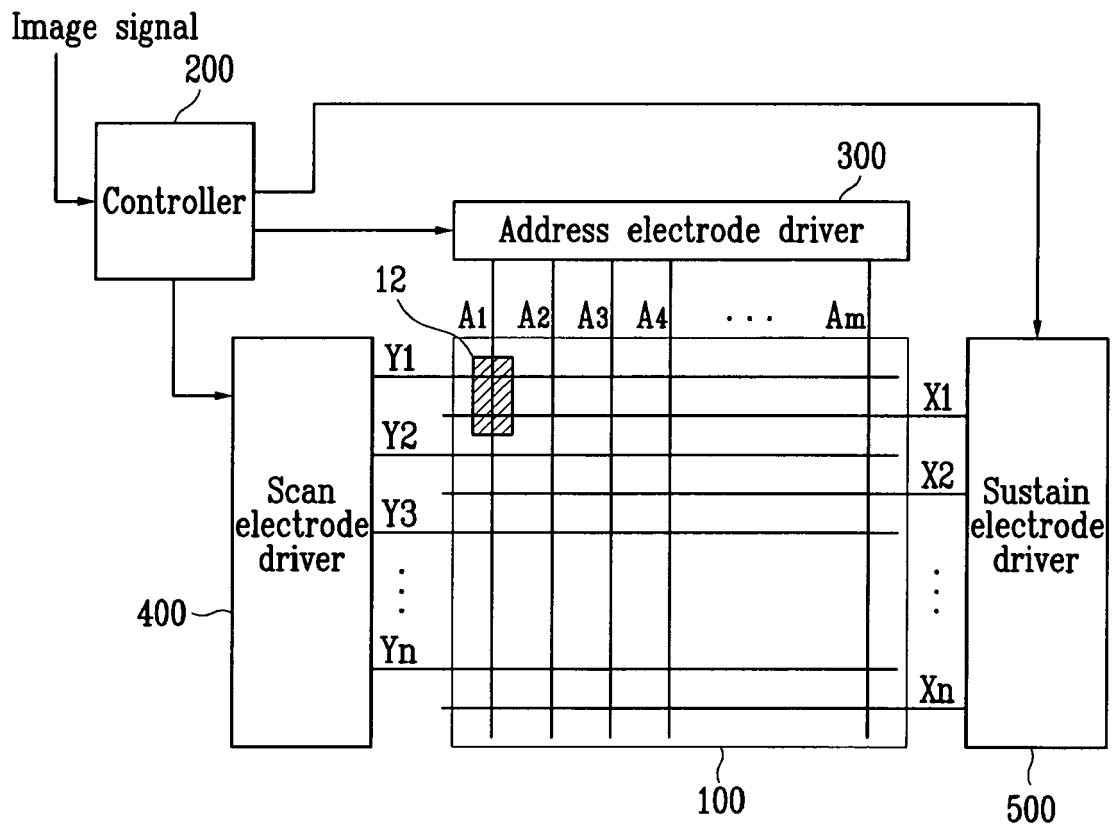 Image signal
200
Controller
300
Address electrode driver
12
A1 A2 A3 A4 . . . Am
Y1
X1
Y2
X2
Y3
Scan
electrode
driver
Sustain
electrode
driver
400
Yn
Xn
100
500